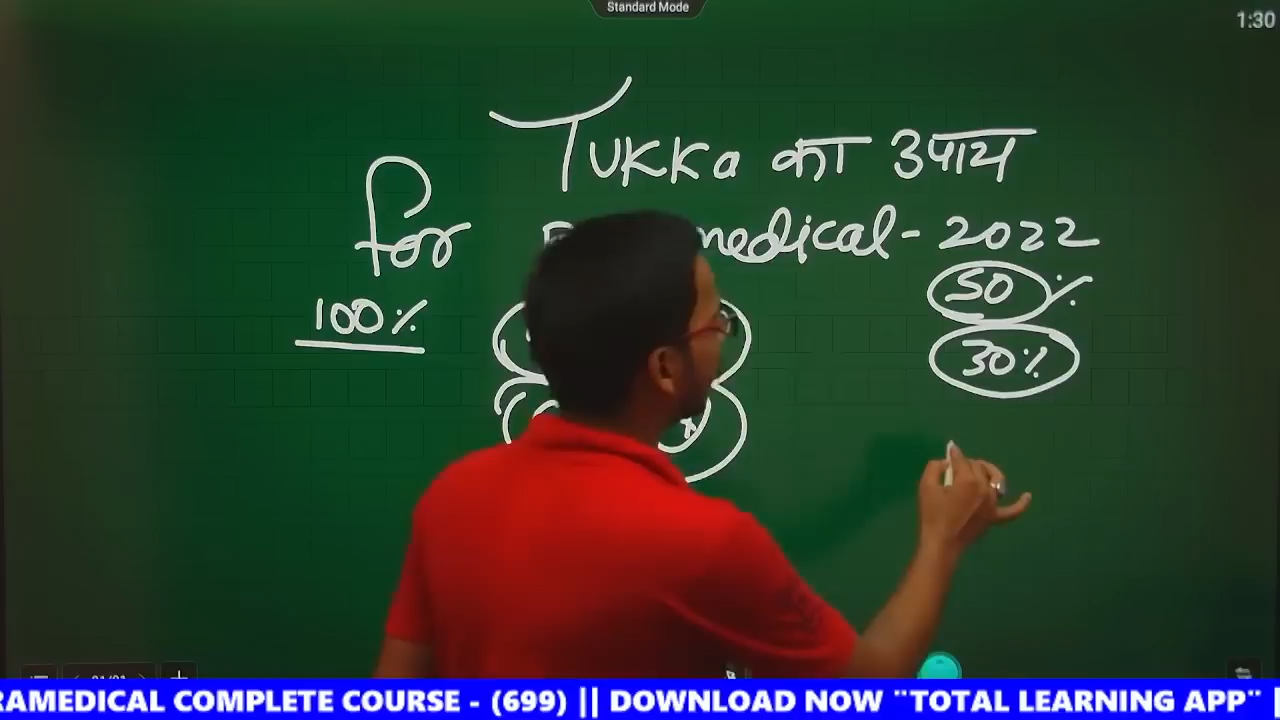 Standard Mode
1:30
Tukka का उपाय
for medical - 2022
50%
100%
30%
RAMEDICAL COMPLETE COURSE - (699) || DOWNLOAD NOW "TOTAL LEARNING APP"